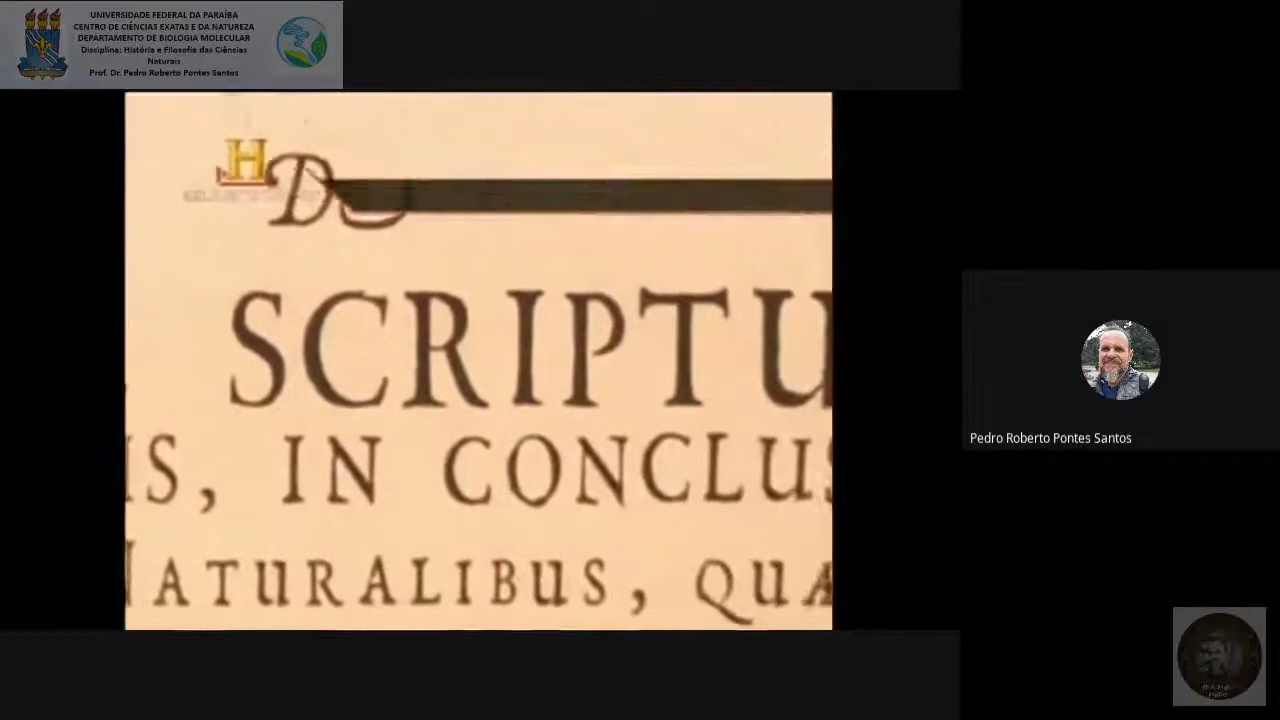 UNIVERSIDADE FEDERAL DA PARAÍBA
CENTRO DE CIÊNCIAS EXATAS E DA NATUREZA
DEPARTAMENTO DE BIOLOGIA MOLECULAR
Disciplina: História e Filosofia das Ciências
Naturais
Prof. Dr. Pedro Roberto Pontes Santos
H
D
SCRIPTU
IS, IN CONCLUS
NATURALIBUS, QUA
Pedro Roberto Pontes Santos